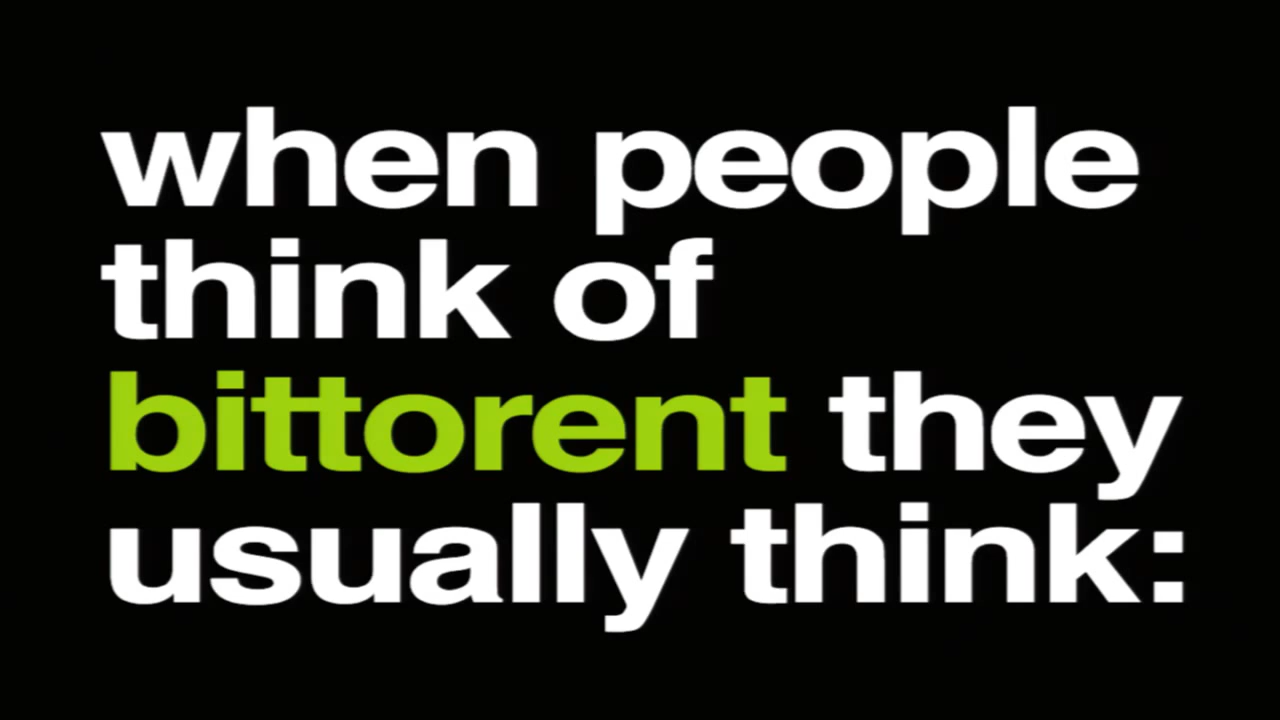 when people
think of
bittorent they
usually think: